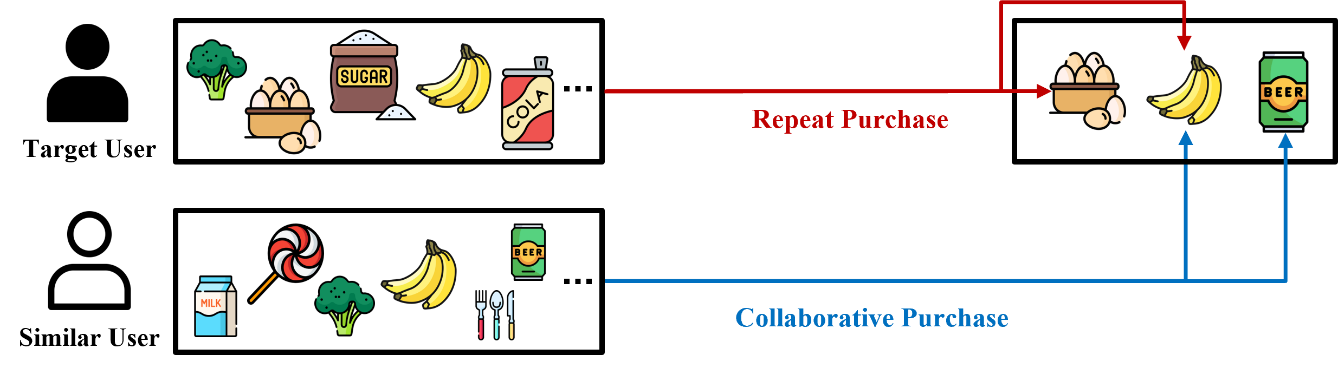 Target User
SUGAR
COLA
...
Repeat Purchase
BEER
Similar User
MILK
BEER
...
Collaborative Purchase